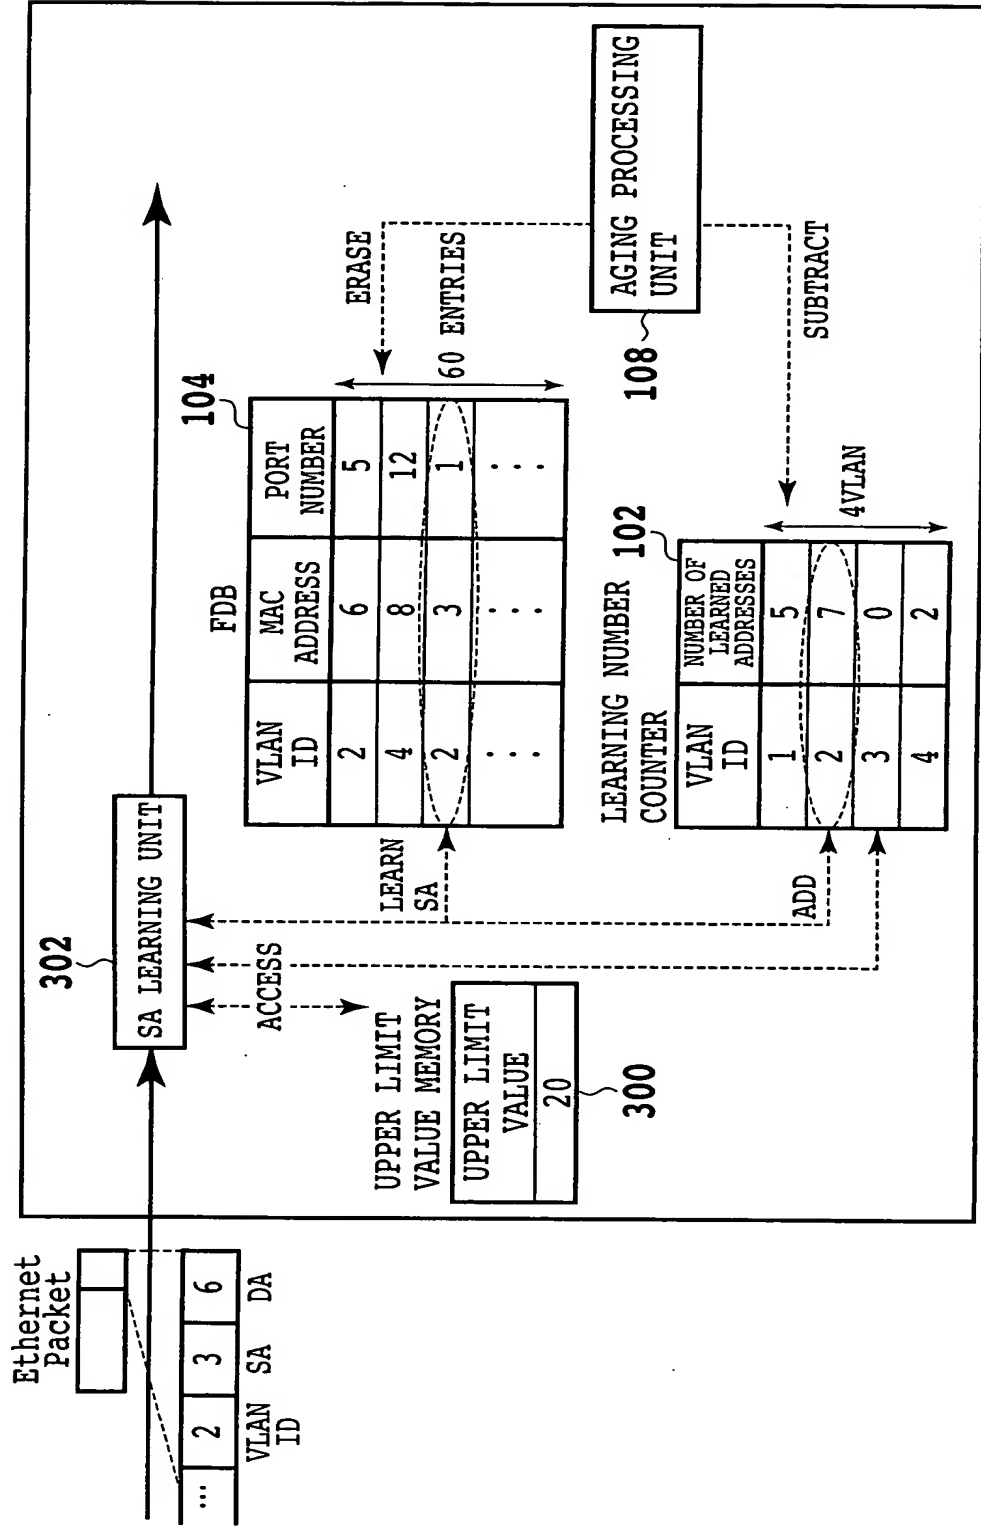 Ethernet
Packet
... 2 3 6
VLAN
ID
SA
DA
302
SA LEARNING UNIT
ACCESS
LEARN
SA
ADD
UPPER LIMIT
VALUE MEMORY
UPPER LIMIT
VALUE
20
300
FDB
104
VLAN
ID
MAC
ADDRESS
PORT
NUMBER
2 6 5
4 8 12
2 3 1
... ... ...
60 ENTRIES
ERASE
LEARNING NUMBER
COUNTER
102
VLAN
ID
NUMBER OF
LEARNED
ADDRESSES
1 5
2 7
3 0
4 2
4VLAN
SUBTRACT
AGING PROCESSING
UNIT
108